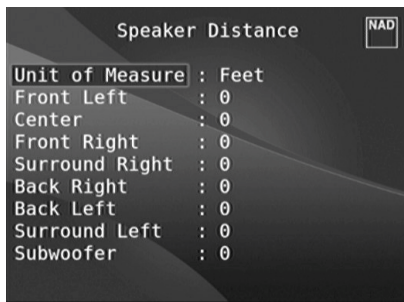 Speaker Distance
NAD
Unit of Measure : Feet
Front Left : 0
Center : 0
Front Right : 0
Surround Right : 0
Back Right : 0
Back Left : 0
Surround Left : 0
Subwoofer : 0